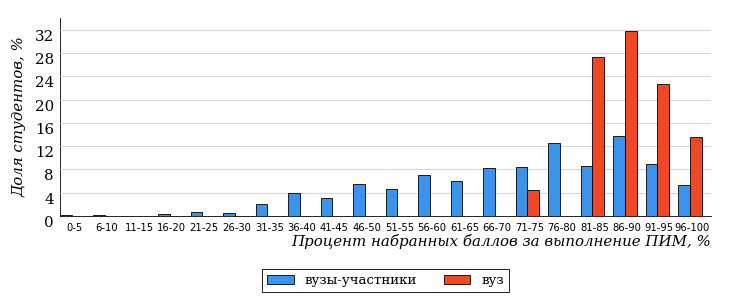 Доля студентов, %
32
28
24
20
16
12
8
4
0
0-5 6-10 11-15 16-20 21-25 26-30 31-35 36-40 41-45 46-50 51-55 56-60 61-65 66-70 71-75 76-80 81-85 86-90 91-95 96-100
Процент набранных баллов за выполнение ПИМ, %
вузы-участники вуз